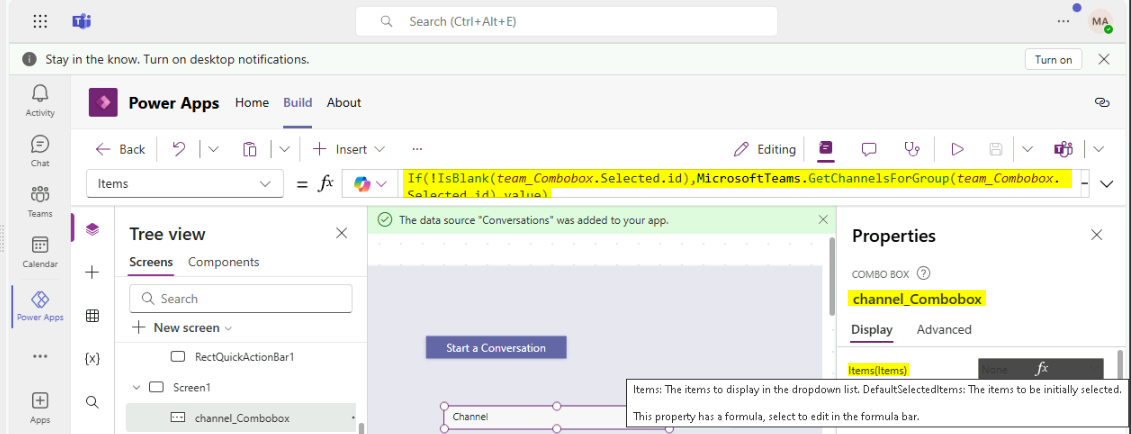 Search (Ctrl+Alt+E)
MA
Stay in the know. Turn on desktop notifications.
Turn on
Activity
Chat
Teams
Calendar
Power Apps
Apps
Power Apps
Home
Build
About
Back
Insert
Editing
Items
= fx
If(!IsBlank(team_Combobox.Selected.id),MicrosoftTeams.GetChannelsForGroup(team_Combobox.
Selected.id).value)
Tree view
Screens
Components
Search
New screen
RectQuickActionBar1
Screen1
channel_Combobox
{x}
The data source "Conversations" was added to your app.
Start a Conversation
Channel
Properties
COMBO BOX
channel_Combobox
Display
Advanced
Items(Items)
None
fx
Items: The items to display in the dropdown list. DefaultSelectedItems: The items to be initially selected.
This property has a formula, select to edit in the formula bar.